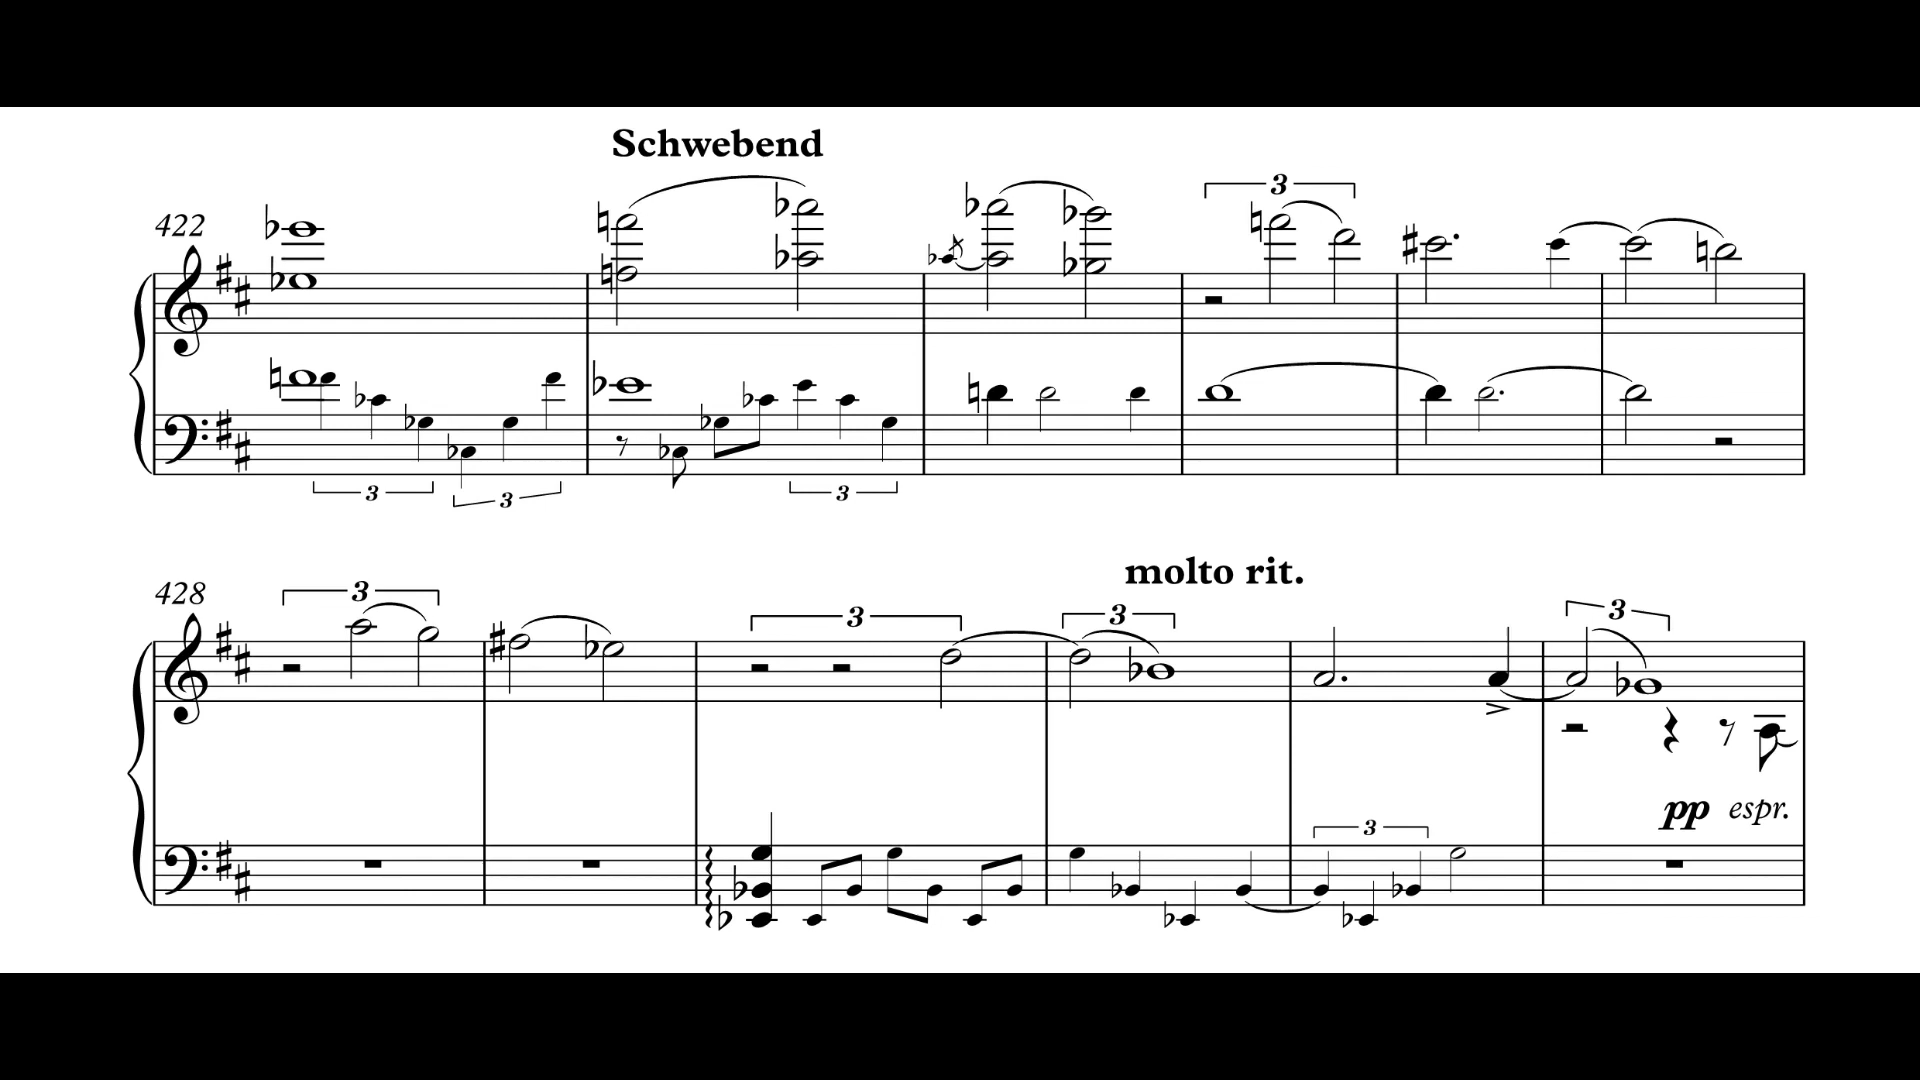 Schwebend
422
3
3 3 3
molto rit.
428
3 3 3 3
pp espr.
3